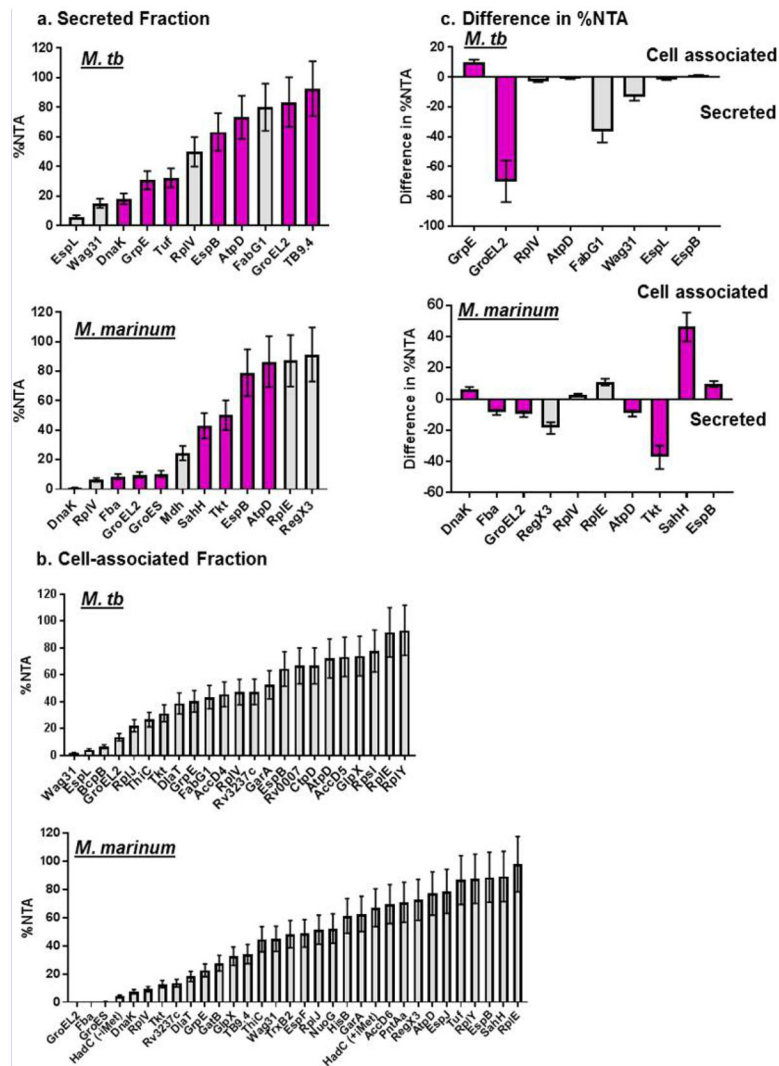 a. Secreted Fraction
M. tb
%NTA
120
100
80
60
40
20
0
EspL
Wag31
DnaK
GrpE
Tuf
RplV
EspB
AtpD
FabG1
GroEL2
TB9.4
M. marinum
%NTA
120
100
80
60
40
20
0
DnaK
RplV
Fba
GroEL2
GroES
Mdh
SahH
Tkt
EspB
AtpD
RplE
RegX3
c. Difference in %NTA
M. tb
Cell associated
Secreted
Difference in %NTA
20
0
-20
-40
-60
-80
-100
GrpE
GroEL2
RplV
AtpD
FabG1
Wag31
EspL
EspB
M. marinum
Cell associated
Secreted
Difference in %NTA
60
40
20
0
-20
-40
-60
DnaK
Fba
GroEL2
RegX3
RplV
RplE
AtpD
Tkt
SahH
EspB
b. Cell-associated Fraction
M. tb
%NTA
100
80
60
40
20
0
Wag31
EspL
BcpB
GroEL2
RplJ
ThiC
Tkt
DlaT
GrpE
FabG1
AccD4
RplV
Rv3237c
GarA
EspB
Rv0007
CtpD
AtpD
AccD5
GlpX
RpsI
RplE
RplY
M. marinum
%NTA
120
100
80
60
40
20
0
GroEL2
Fba
GroES
HadC (-iMet)
DnaK
RplV
Tkt
Rv3237c
DlaT
GrpE
GatB
GlpX
TB9.4
ThiC
Wag31
TrxB2
EspF
RplJ
NuoG
HsB
GarA
HadC (+iMet)
AccD6
PntAa
RegX3
AtpD
EspJ
Tuf
RplY
EspB
SahH
RplE